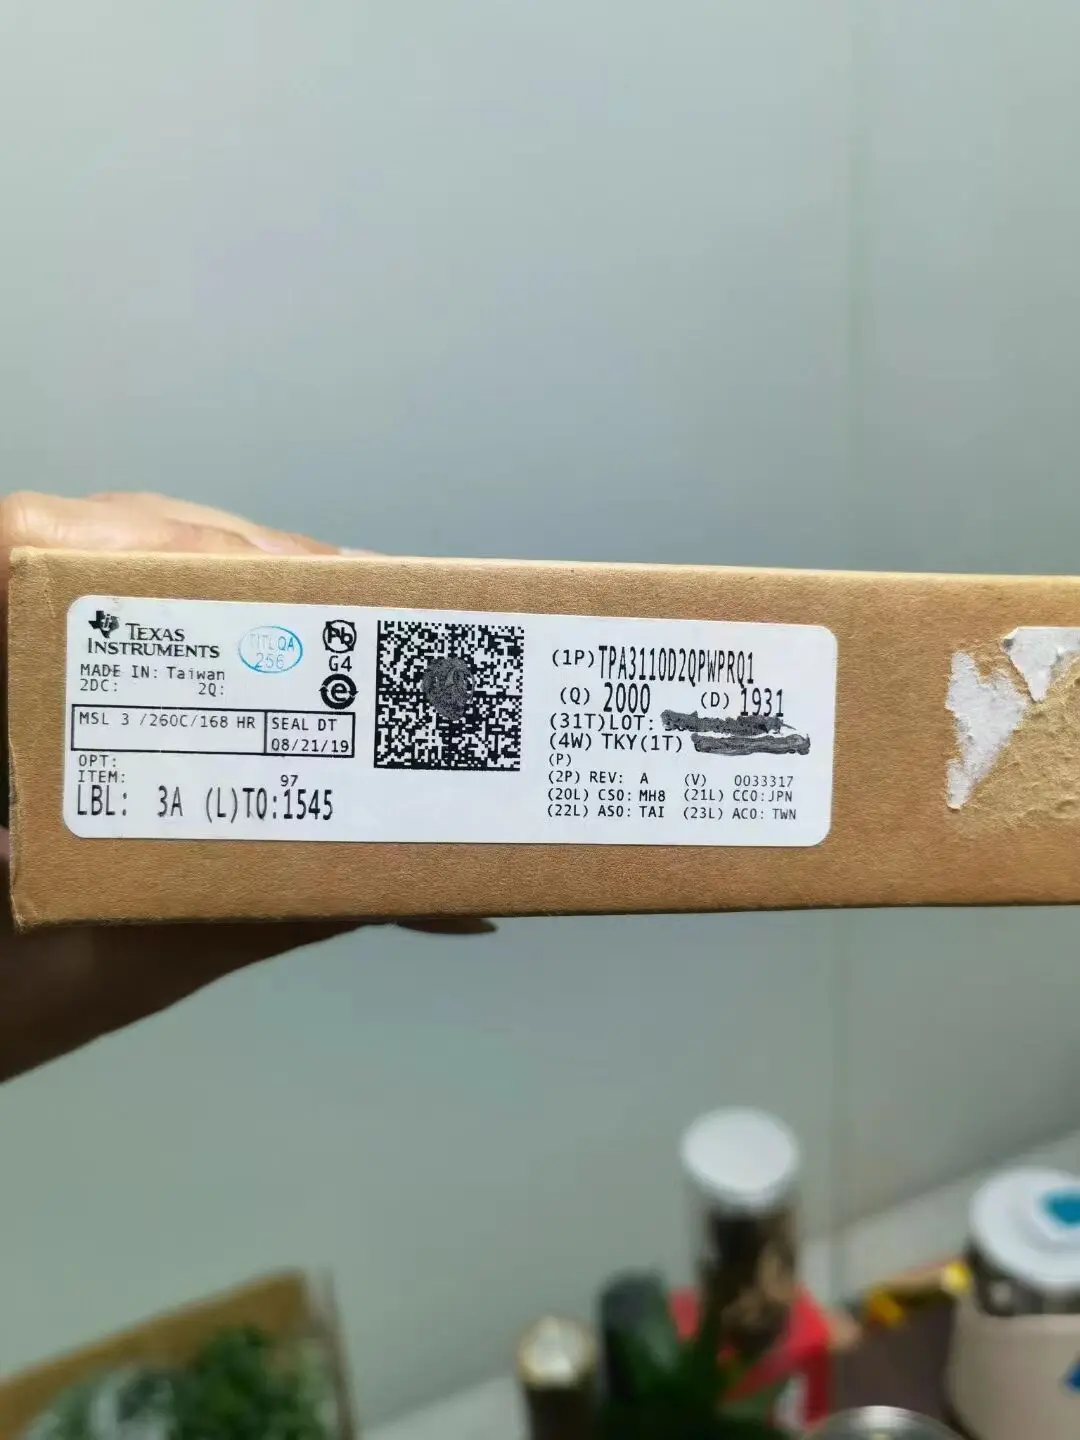 TEXAS
INSTRUMENTS
MADE IN: Taiwan
2DC: 2Q:
TITL QA
256
Pb
G4
e
MSL 3 /260C/168 HR
SEAL DT
08/21/19
OPT:
ITEM: 97
LBL: 3A (L)TO:1545
(1P)TPA3110D2QPWPRQ1
(Q) 2000 (D) 1931
(31T)LOT:
(4W) TKY(1T)
(P)
(2P) REV: A (V) 0033317
(20L) CSO: MH8 (21L) CCO:JPN
(22L) ASO: TAI (23L) ACO: TWN